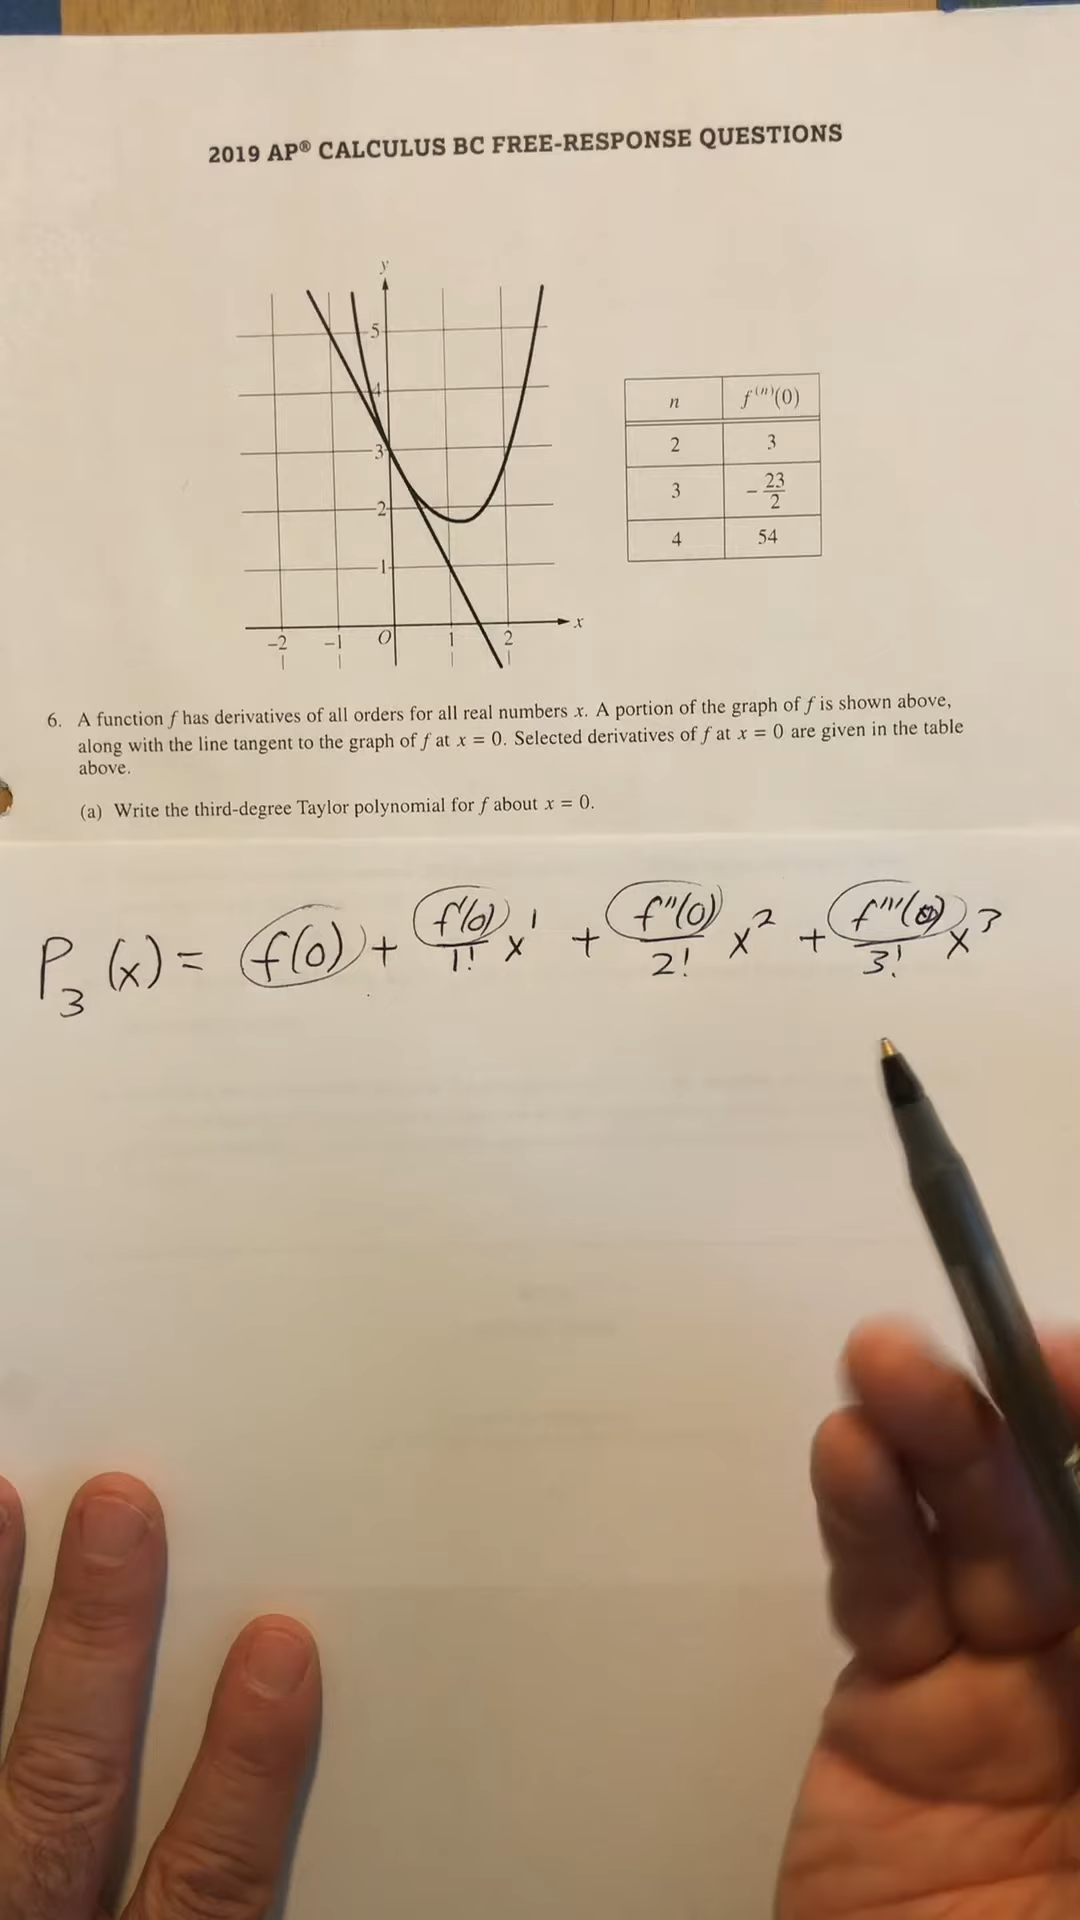 2019 AP® CALCULUS BC FREE-RESPONSE QUESTIONS
y
5
4
3
2
1
-2 -1 O 1 2 x
n f⁽ⁿ⁾(0)
2 3
3 -23/2
4 54
6. A function f has derivatives of all orders for all real numbers x. A portion of the graph of f is shown above,
along with the line tangent to the graph of f at x = 0. Selected derivatives of f at x = 0 are given in the table
above.
(a) Write the third-degree Taylor polynomial for f about x = 0.
P₃(x) = f(0) + f'(0)/1! x¹ + f''(0)/2! x² + f'''(0)/3! x³